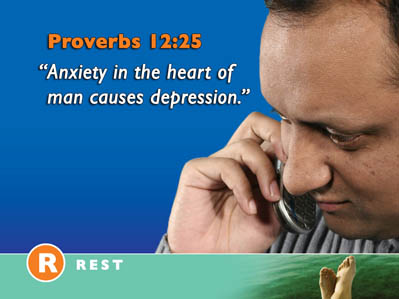 Proverbs 12:25
“Anxiety in the heart of
man causes depression.”
R REST